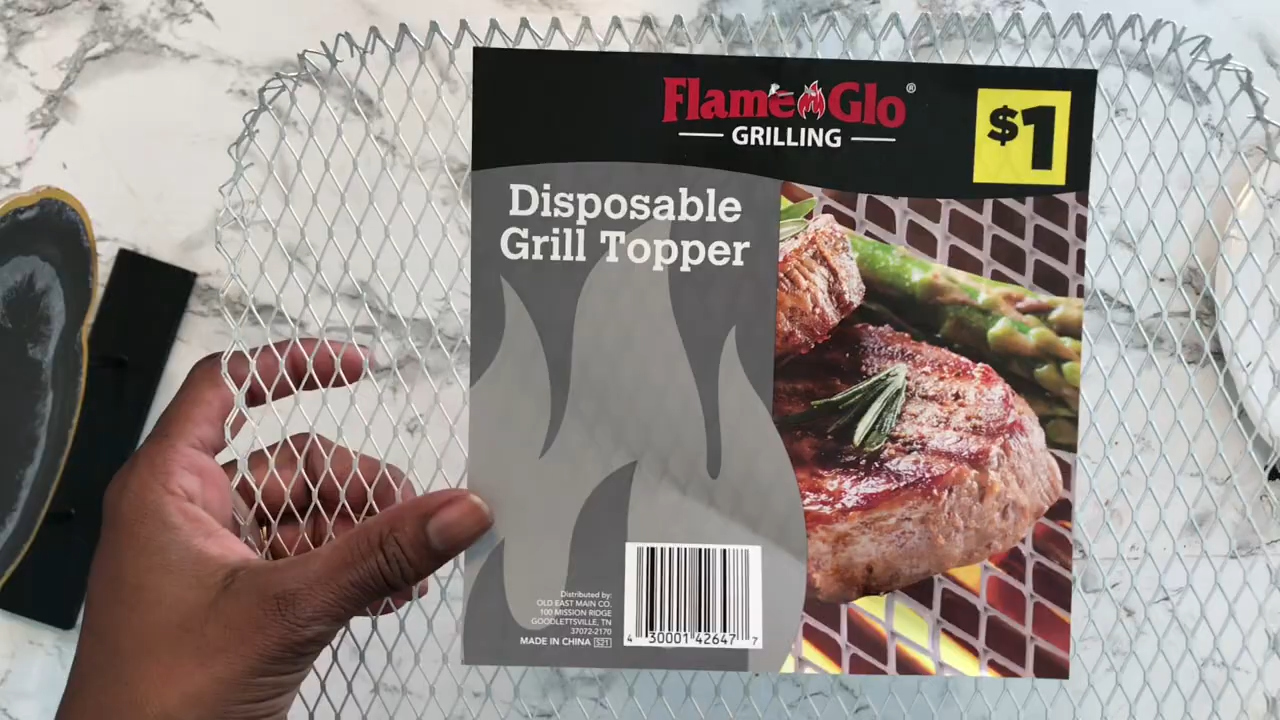 Flame Glo®
GRILLING
$1
Disposable
Grill Topper
Distributed by:
OLD EAST MAIN CO.
100 MISSION RIDGE
GOODLETTSVILLE, TN
37072-2170
MADE IN CHINA S21
4 30001 42647 7